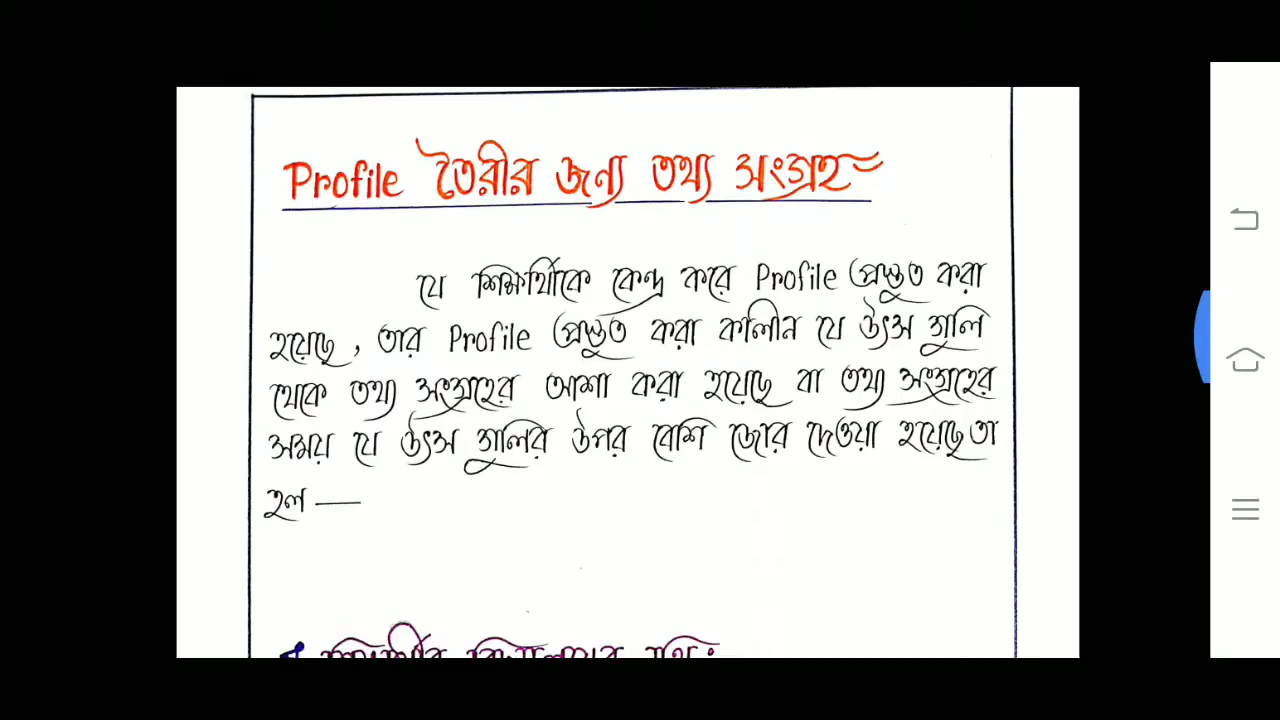 Profile তৈরীর জন্য তথ্য সংগ্রহ
যে শিক্ষার্থিকে কেন্দ্র করে Profile প্রস্তুত করা
হয়েছে, তার Profile প্রস্তুত করা কালীন যে উৎস গুলি
থেকে তথ্য সংগ্রহের আশা করা হয়েছে বা তথ্য সংগ্রহের
সময় যে উৎস গুলির উপর বেশি জোর দেওয়া হয়েছে তা
হল —